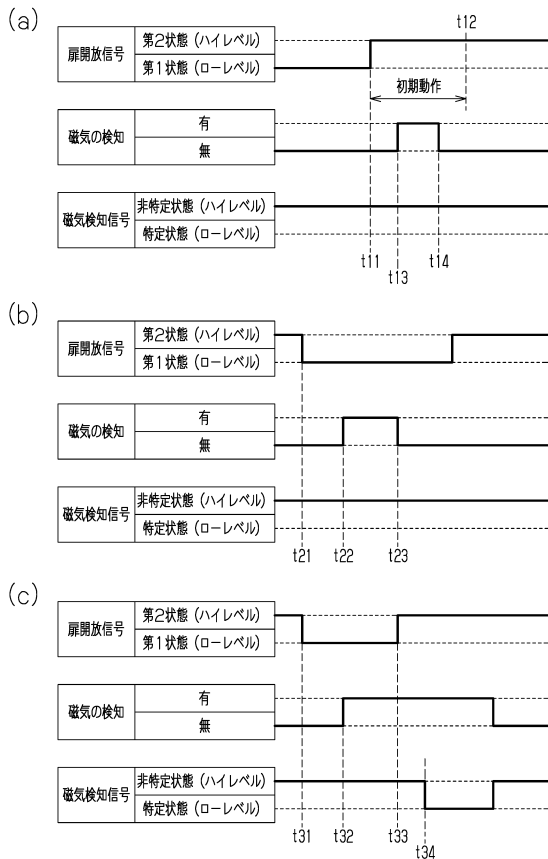 (a)
t12
扉開放信号
第2状態（ハイレベル）
第1状態（ローレベル）
初期動作
磁気の検知
有
無
磁気検知信号
非特定状態（ハイレベル）
特定状態（ローレベル）
t11
t13
t14
(b)
扉開放信号
第2状態（ハイレベル）
第1状態（ローレベル）
磁気の検知
有
無
磁気検知信号
非特定状態（ハイレベル）
特定状態（ローレベル）
t21
t22
t23
(c)
扉開放信号
第2状態（ハイレベル）
第1状態（ローレベル）
磁気の検知
有
無
磁気検知信号
非特定状態（ハイレベル）
特定状態（ローレベル）
t31
t32
t33
t34